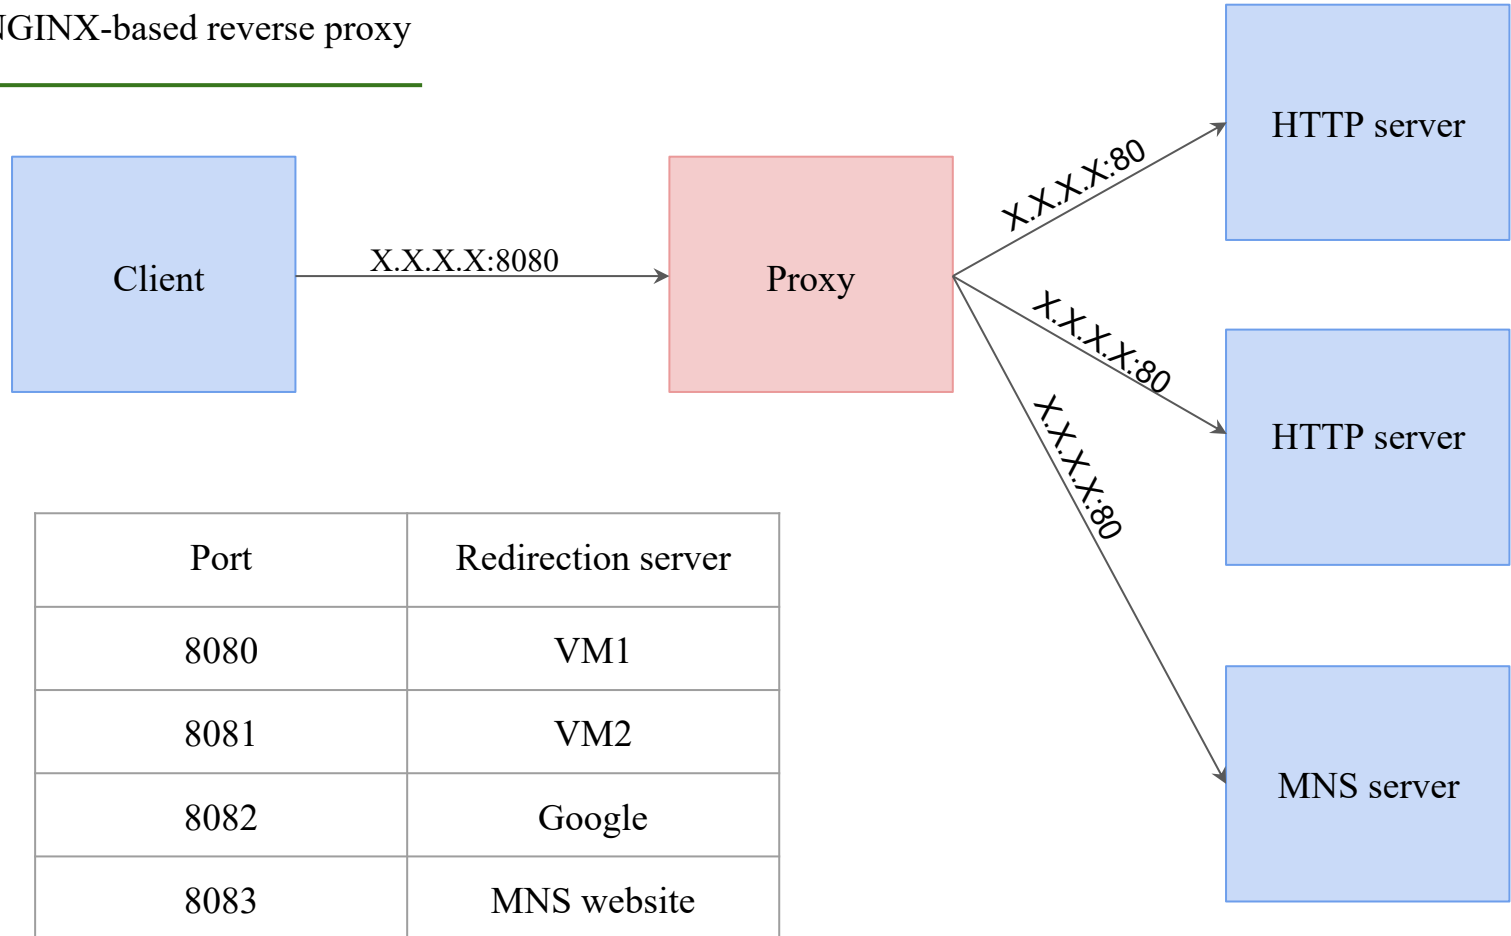 NGINX-based reverse proxy
HTTP server
X.X.X.X:80
Client
X.X.X.X:8080
Proxy
X.X.X.X:80
HTTP server
X.X.X.X:80
MNS server
Port Redirection server
8080 VM1
8081 VM2
8082 Google
8083 MNS website